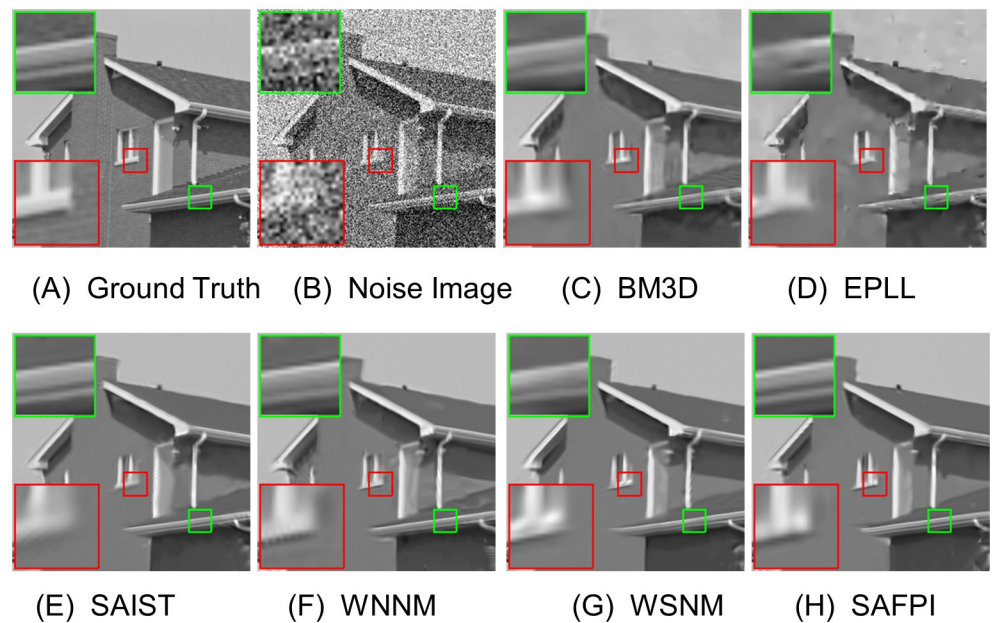 (A) Ground Truth (B) Noise Image (C) BM3D (D) EPLL
(E) SAIST (F) WNNM (G) WSNM (H) SAFPI